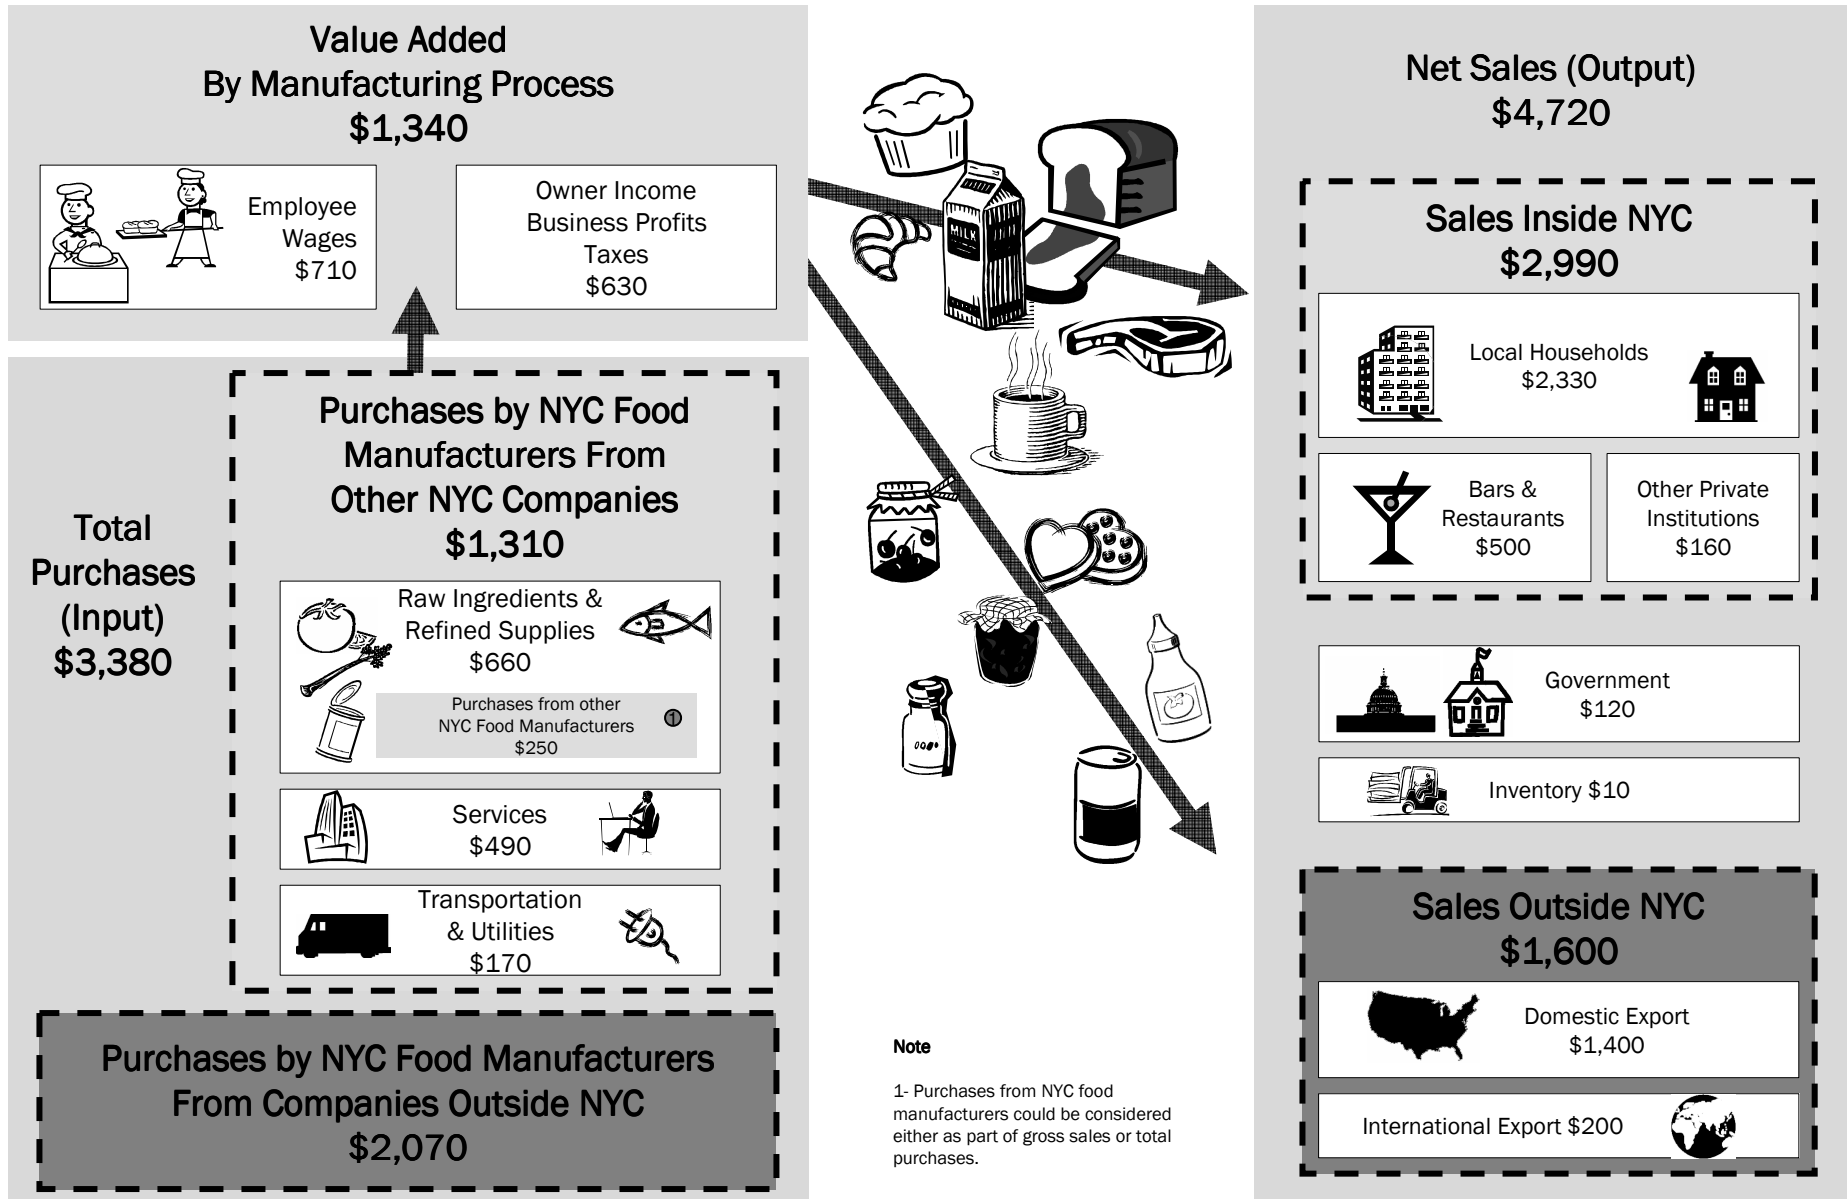 Value Added
By Manufacturing Process
$1,340
Employee
Wages
$710
Owner Income
Business Profits
Taxes
$630
Total
Purchases
(Input)
$3,380
Purchases by NYC Food
Manufacturers From
Other NYC Companies
$1,310
Raw Ingredients &
Refined Supplies
$660
Purchases from other
NYC Food Manufacturers
$250
1
Services
$490
Transportation
& Utilities
$170
Purchases by NYC Food Manufacturers
From Companies Outside NYC
$2,070
MILK
Note
1- Purchases from NYC food
manufacturers could be considered
either as part of gross sales or total
purchases.
Net Sales (Output)
$4,720
Sales Inside NYC
$2,990
Local Households
$2,330
Bars &
Restaurants
$500
Other Private
Institutions
$160
Government
$120
Inventory $10
Sales Outside NYC
$1,600
Domestic Export
$1,400
International Export $200